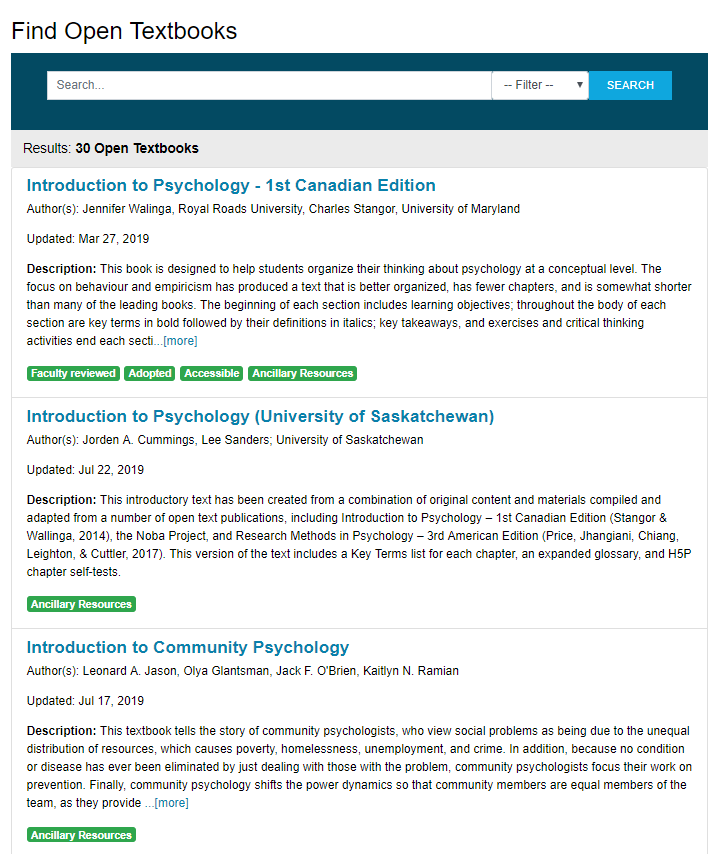 Find Open Textbooks
Search... -- Filter -- SEARCH
Results: 30 Open Textbooks
Introduction to Psychology - 1st Canadian Edition
Author(s): Jennifer Walinga, Royal Roads University, Charles Stangor, University of Maryland
Updated: Mar 27, 2019
Description: This book is designed to help students organize their thinking about psychology at a conceptual level. The
focus on behaviour and empiricism has produced a text that is better organized, has fewer chapters, and is somewhat shorter
than many of the leading books. The beginning of each section includes learning objectives; throughout the body of each
section are key terms in bold followed by their definitions in italics; key takeaways, and exercises and critical thinking
activities end each secti...[more]
Faculty reviewed Adopted Accessible Ancillary Resources
Introduction to Psychology (University of Saskatchewan)
Author(s): Jorden A. Cummings, Lee Sanders; University of Saskatchewan
Updated: Jul 22, 2019
Description: This introductory text has been created from a combination of original content and materials compiled and
adapted from a number of open text publications, including Introduction to Psychology – 1st Canadian Edition (Stangor &
Wallinga, 2014), the Noba Project, and Research Methods in Psychology – 3rd American Edition (Price, Jhangiani, Chiang,
Leighton, & Cuttler, 2017). This version of the text includes a Key Terms list for each chapter, an expanded glossary, and H5P
chapter self-tests.
Ancillary Resources
Introduction to Community Psychology
Author(s): Leonard A. Jason, Olya Glantsman, Jack F. O'Brien, Kaitlyn N. Ramian
Updated: Jul 17, 2019
Description: This textbook tells the story of community psychologists, who view social problems as being due to the unequal
distribution of resources, which causes poverty, homelessness, unemployment, and crime. In addition, because no condition
or disease has ever been eliminated by just dealing with those with the problem, community psychologists focus their work on
prevention. Finally, community psychology shifts the power dynamics so that community members are equal members of the
team, as they provide ...[more]
Ancillary Resources